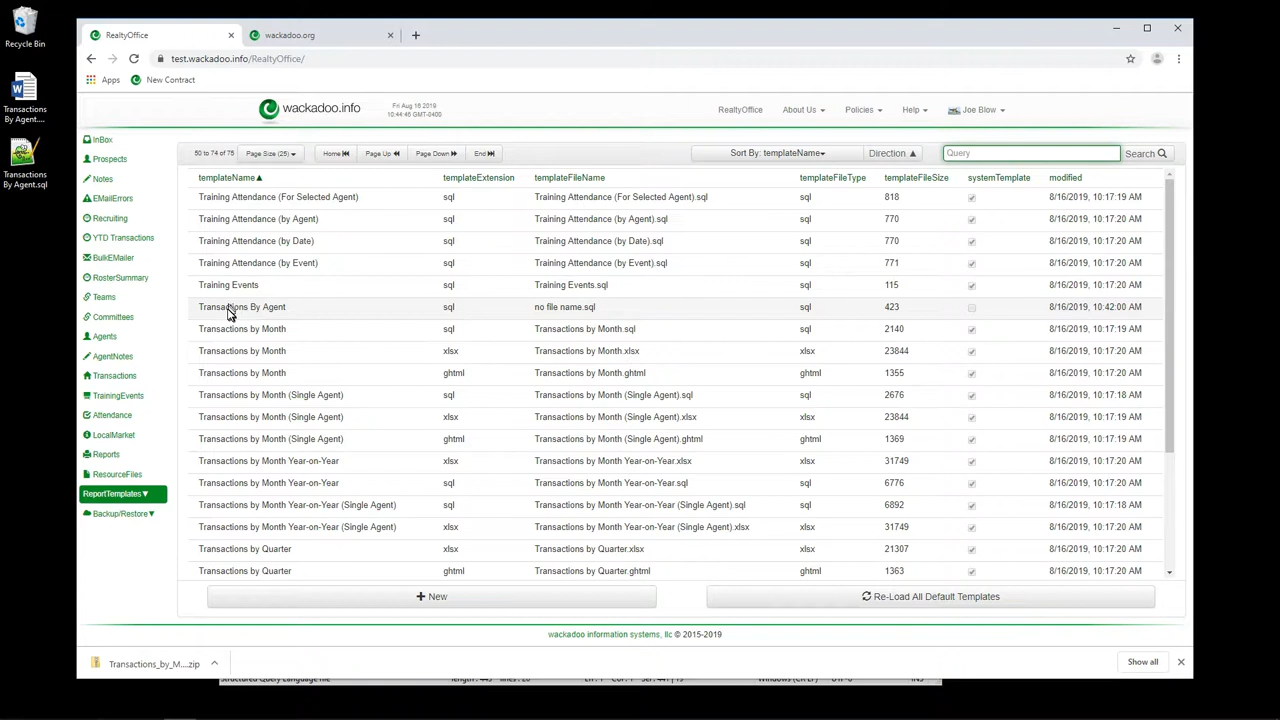 Recycle Bin
Transactions By Agent....
Transactions By Agent.sql
RealtyOffice
wackadoo.org
test.wackadoo.info/RealtyOffice/
Apps
New Contract
wackadoo.info
Fri Aug 16 2019
10:44:46 GMT-0400
RealtyOffice
About Us
Policies
Help
Joe Blow
InBox
Prospects
Notes
EMailErrors
Recruiting
YTD Transactions
BulkEMailer
RosterSummary
Teams
Committees
Agents
AgentNotes
Transactions
TrainingEvents
Attendance
LocalMarket
Reports
ResourceFiles
ReportTemplates▼
Backup/Restore▼
50 to 74 of 75
Page Size (25)
Home
Page Up
Page Down
End
Sort By: templateName
Direction ▲
Query
Search
templateName▲ templateExtension templateFileName templateFileType templateFileSize systemTemplate modified
Training Attendance (For Selected Agent) sql Training Attendance (For Selected Agent).sql sql 818 8/16/2019, 10:17:19 AM
Training Attendance (by Agent) sql Training Attendance (by Agent).sql sql 770 8/16/2019, 10:17:20 AM
Training Attendance (by Date) sql Training Attendance (by Date).sql sql 770 8/16/2019, 10:17:20 AM
Training Attendance (by Event) sql Training Attendance (by Event).sql sql 771 8/16/2019, 10:17:20 AM
Training Events sql Training Events.sql sql 115 8/16/2019, 10:17:20 AM
Transactions By Agent sql no file name.sql sql 423 8/16/2019, 10:42:00 AM
Transactions by Month sql Transactions by Month.sql sql 2140 8/16/2019, 10:17:19 AM
Transactions by Month xlsx Transactions by Month.xlsx xlsx 23844 8/16/2019, 10:17:20 AM
Transactions by Month ghtml Transactions by Month.ghtml ghtml 1355 8/16/2019, 10:17:20 AM
Transactions by Month (Single Agent) sql Transactions by Month (Single Agent).sql sql 2676 8/16/2019, 10:17:18 AM
Transactions by Month (Single Agent) xlsx Transactions by Month (Single Agent).xlsx xlsx 23844 8/16/2019, 10:17:19 AM
Transactions by Month (Single Agent) ghtml Transactions by Month (Single Agent).ghtml ghtml 1369 8/16/2019, 10:17:19 AM
Transactions by Month Year-on-Year xlsx Transactions by Month Year-on-Year.xlsx xlsx 31749 8/16/2019, 10:17:20 AM
Transactions by Month Year-on-Year sql Transactions by Month Year-on-Year.sql sql 6776 8/16/2019, 10:17:20 AM
Transactions by Month Year-on-Year (Single Agent) sql Transactions by Month Year-on-Year (Single Agent).sql sql 6892 8/16/2019, 10:17:18 AM
Transactions by Month Year-on-Year (Single Agent) xlsx Transactions by Month Year-on-Year (Single Agent).xlsx xlsx 31749 8/16/2019, 10:17:20 AM
Transactions by Quarter xlsx Transactions by Quarter.xlsx xlsx 21307 8/16/2019, 10:17:20 AM
Transactions by Quarter ghtml Transactions by Quarter.ghtml ghtml 1363 8/16/2019, 10:17:20 AM
New
Re-Load All Default Templates
wackadoo information systems, llc © 2015-2019
Transactions_by_M....zip
Show all